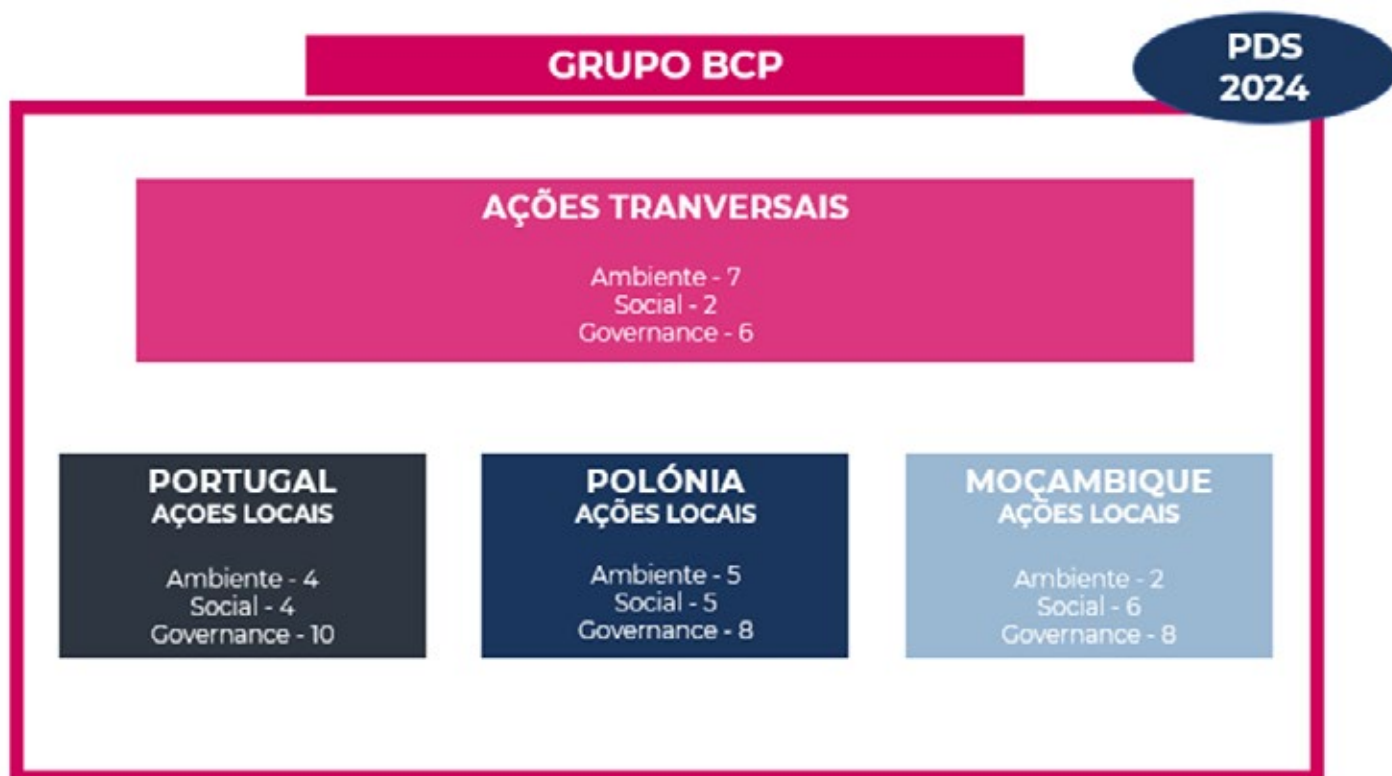 GRUPO BCP
PDS
2024
AÇÕES TRANVERSAIS
Ambiente - 7
Social - 2
Governance - 6
PORTUGAL
AÇOES LOCAIS
Ambiente - 4
Social - 4
Governance - 10
POLÓNIA
AÇÕES LOCAIS
Ambiente - 5
Social - 5
Governance - 8
MOÇAMBIQUE
AÇÕES LOCAIS
Ambiente - 2
Social - 6
Governance - 8